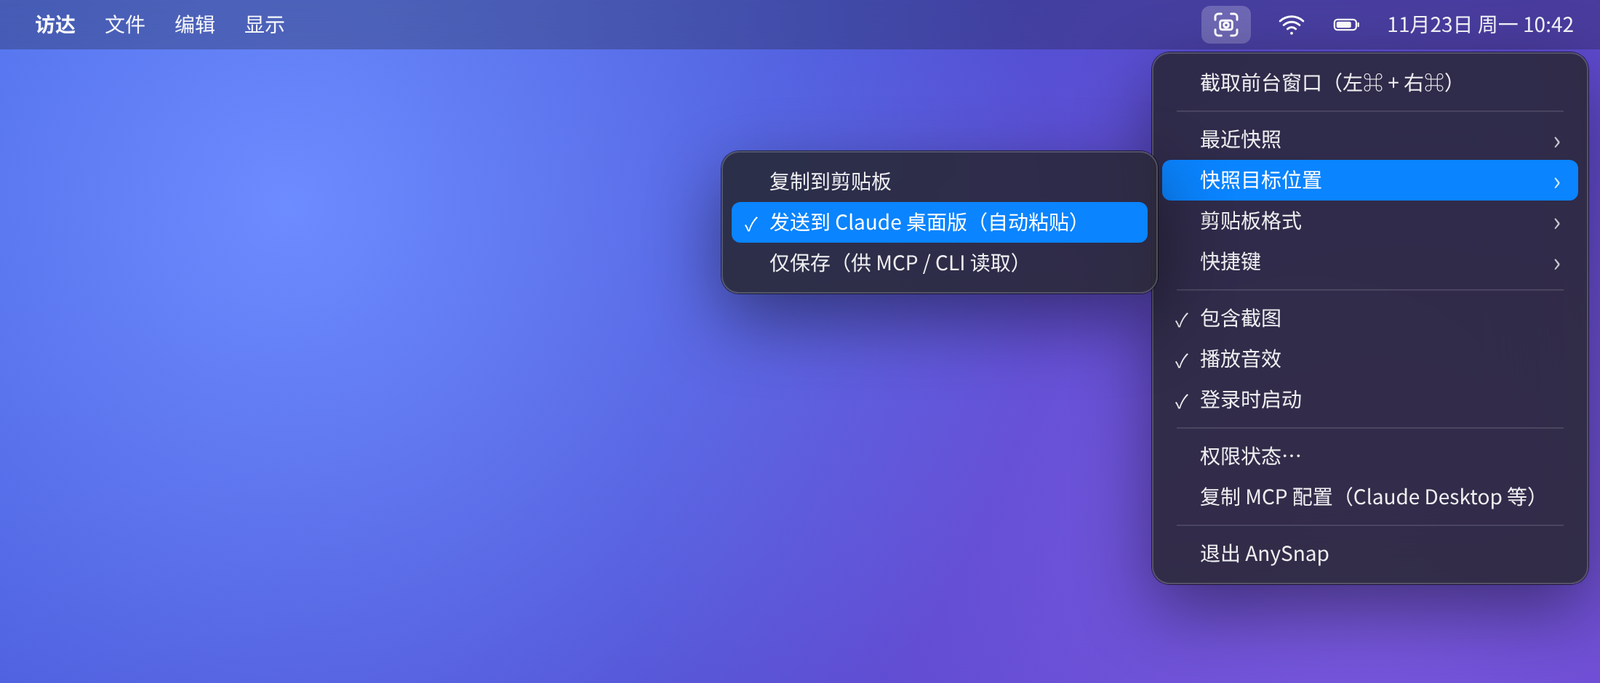 访达 文件 编辑 显示 11月23日 周一 10:42
截取前台窗口（左⌘ + 右⌘）
最近快照
快照目标位置
剪贴板格式
快捷键
包含截图
播放音效
登录时启动
权限状态…
复制 MCP 配置（Claude Desktop 等）
退出 AnySnap
复制到剪贴板
发送到 Claude 桌面版（自动粘贴）
仅保存（供 MCP / CLI 读取）